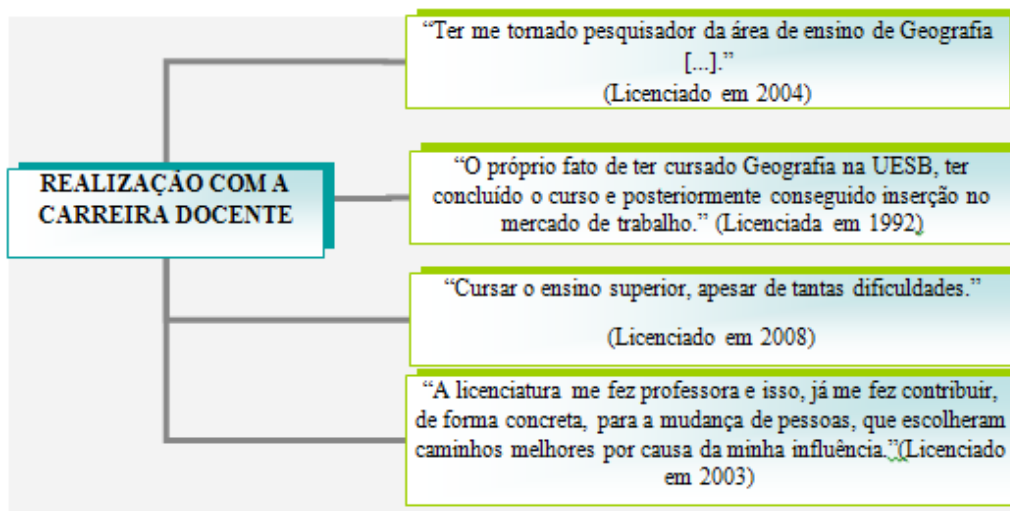 “Ter me tornado pesquisador da área de ensino de Geografia
[...].”
(Licenciado em 2004)
REALIZAÇÃO COM A
CARREIRA DOCENTE
“O próprio fato de ter cursado Geografia na UESB, ter
concluído o curso e posteriormente conseguido inserção no
mercado de trabalho.” (Licenciada em 1992)
“Cursar o ensino superior, apesar de tantas dificuldades.”
(Licenciado em 2008)
“A licenciatura me fez professora e isso, já me fez contribuir,
de forma concreta, para a mudança de pessoas, que escolheram
caminhos melhores por causa da minha influência.”(Licenciado
em 2003)